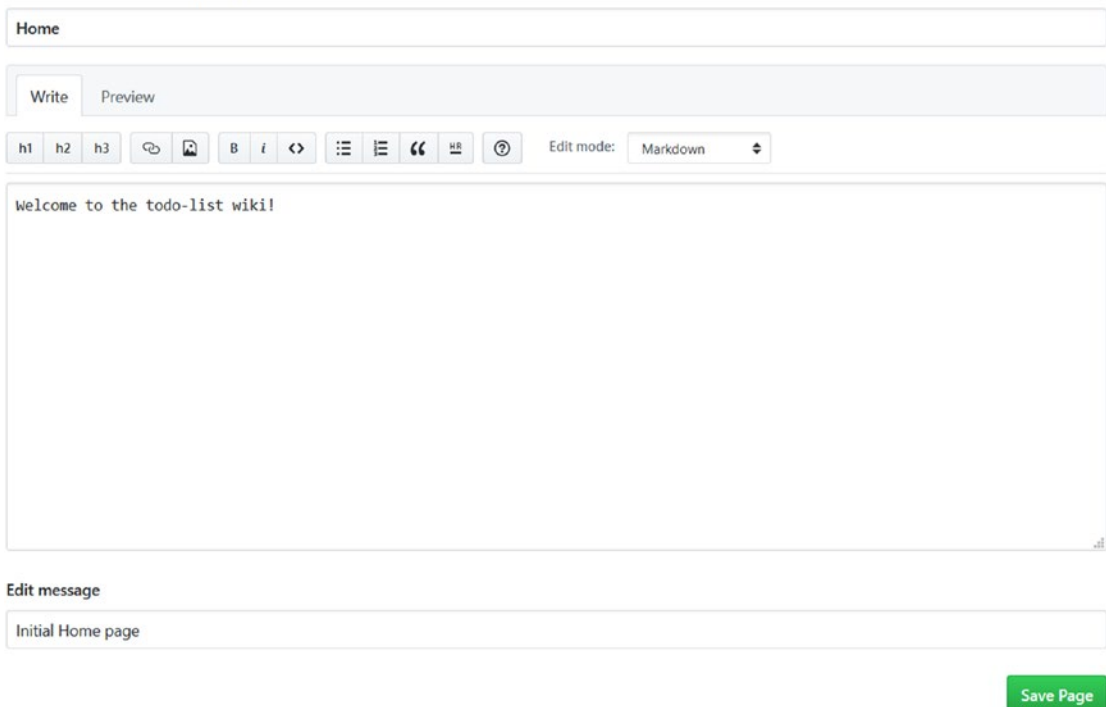 Home
Write Preview
h1 h2 h3 B i <> “ HR ? Edit mode: Markdown
Welcome to the todo-list wiki!
Edit message
Initial Home page
Save Page